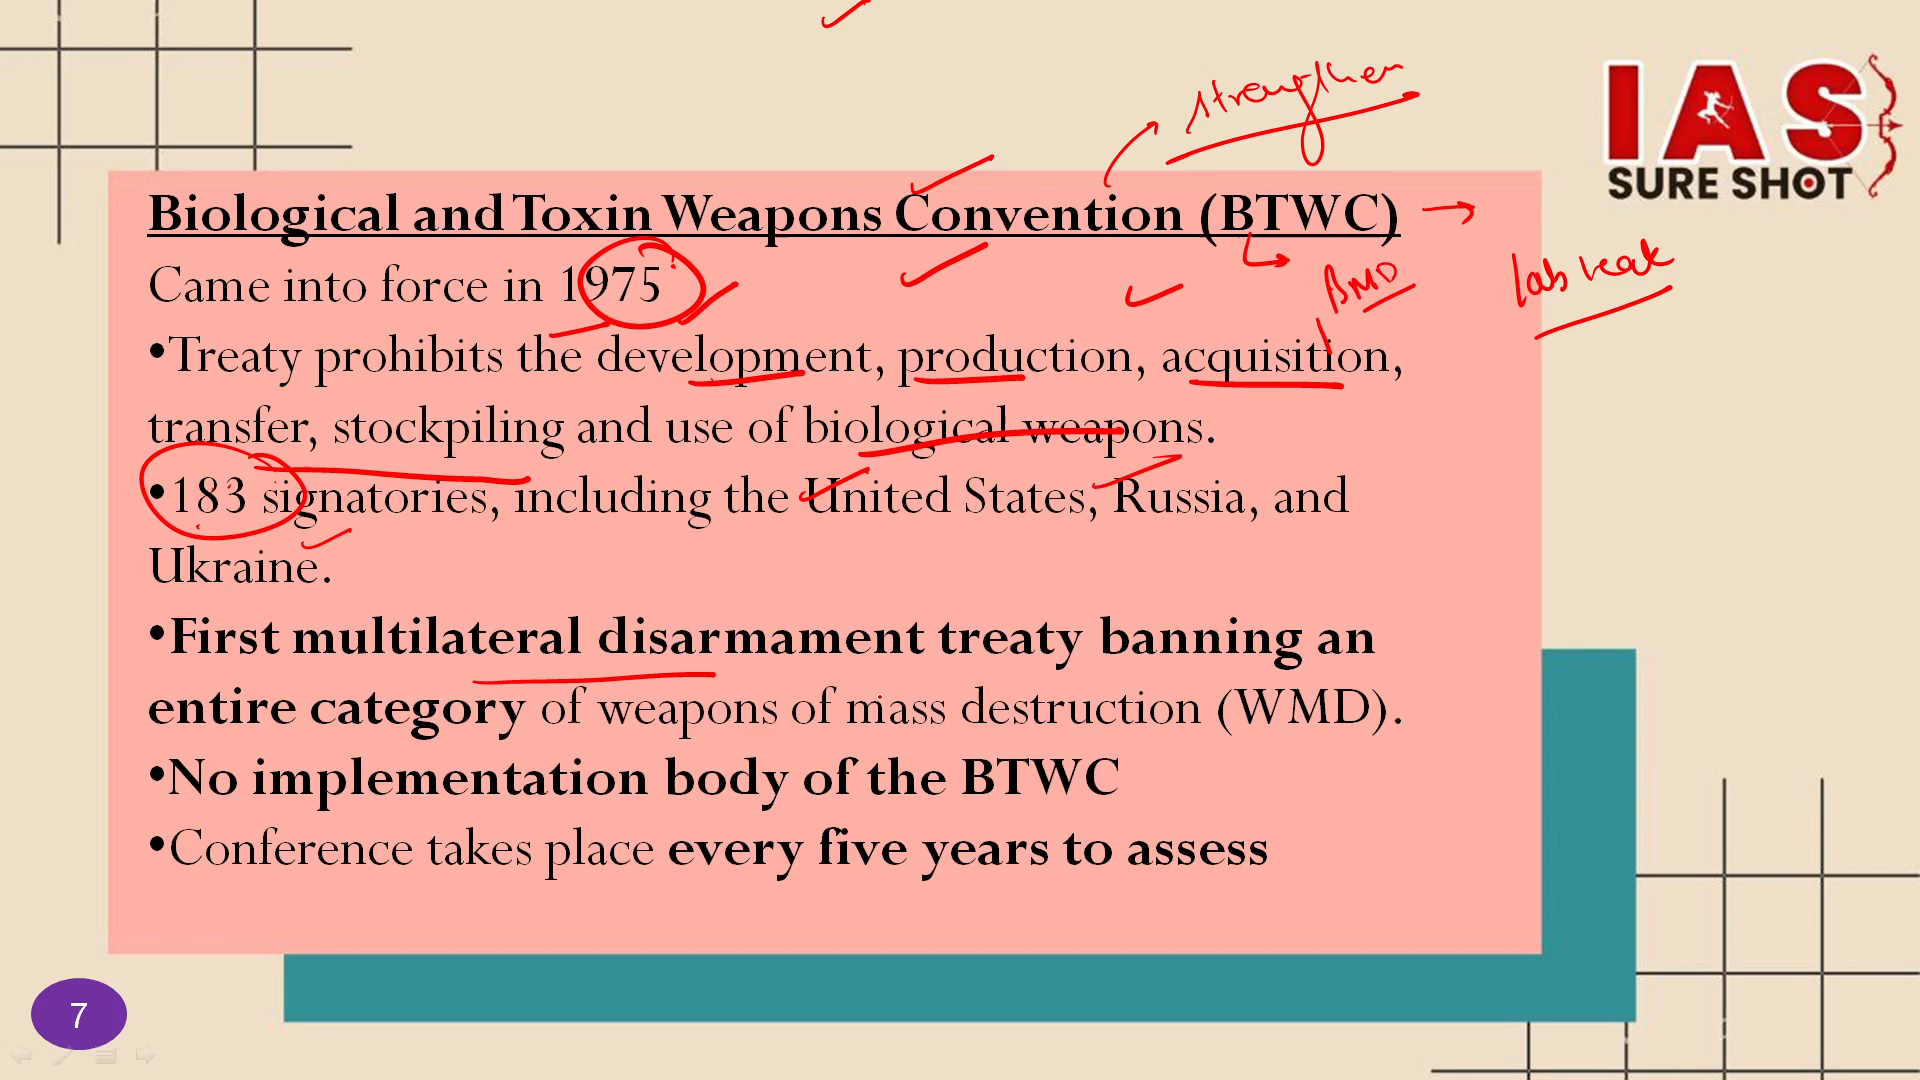 strengthen
IAS
SURE SHOT
Biological and Toxin Weapons Convention (BTWC)
BMD
lab leak
Came into force in 1975
•Treaty prohibits the development, production, acquisition,
transfer, stockpiling and use of biological weapons.
•183 signatories, including the United States, Russia, and
Ukraine.
•First multilateral disarmament treaty banning an
entire category of weapons of mass destruction (WMD).
•No implementation body of the BTWC
•Conference takes place every five years to assess
7